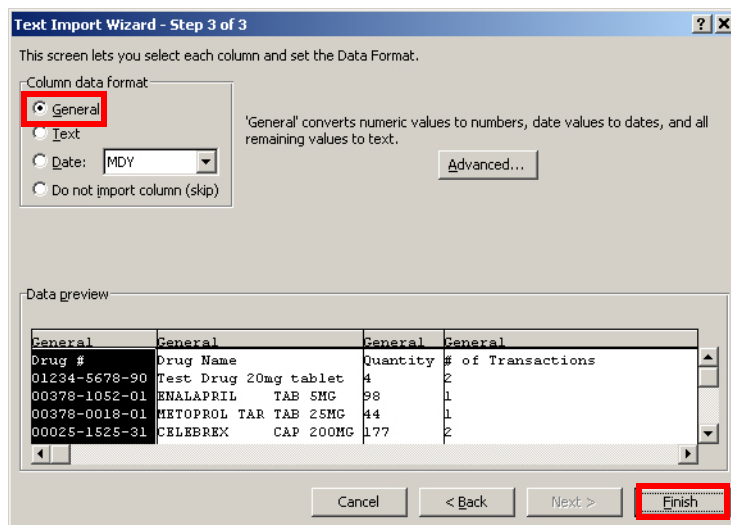 Text Import Wizard - Step 3 of 3
This screen lets you select each column and set the Data Format.
Column data format
General
Text
Date: MDY
Do not import column (skip)
'General' converts numeric values to numbers, date values to dates, and all
remaining values to text.
Advanced...
Data preview
General General General General
Drug # Drug Name Quantity # of Transactions
01234-5678-90 Test Drug 20mg tablet 4 2
00378-1052-01 ENALAPRIL TAB 5MG 98 1
00378-0018-01 METOPROL TAR TAB 25MG 44 1
00025-1525-31 CELEBREX CAP 200MG 177 2
Cancel < Back Next > Finish